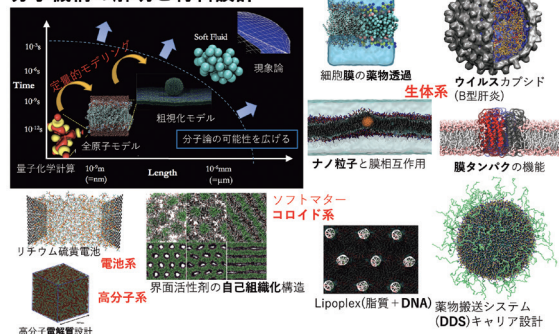 Soft Fluid
現象論
10⁻³s
10⁻⁶s
Time
10⁻⁹s
10⁻¹²s
定量的モデリング
粗視化モデル
全原子モデル
分子論の可能性を広げる
量子化学計算
10⁻⁹m
(=nm)
Length
10⁻⁶mm
(=μm)
細胞膜の薬物透過
ウイルスカプシド
(B型肝炎)
生体系
ナノ粒子と膜相互作用
膜タンパクの機能
リチウム硫黄電池
電池系
高分子系
高分子電解質設計
ソフトマター
コロイド系
界面活性剤の自己組織化構造
Lipoplex(脂質+DNA)
薬物搬送システム
(DDS)キャリア設計